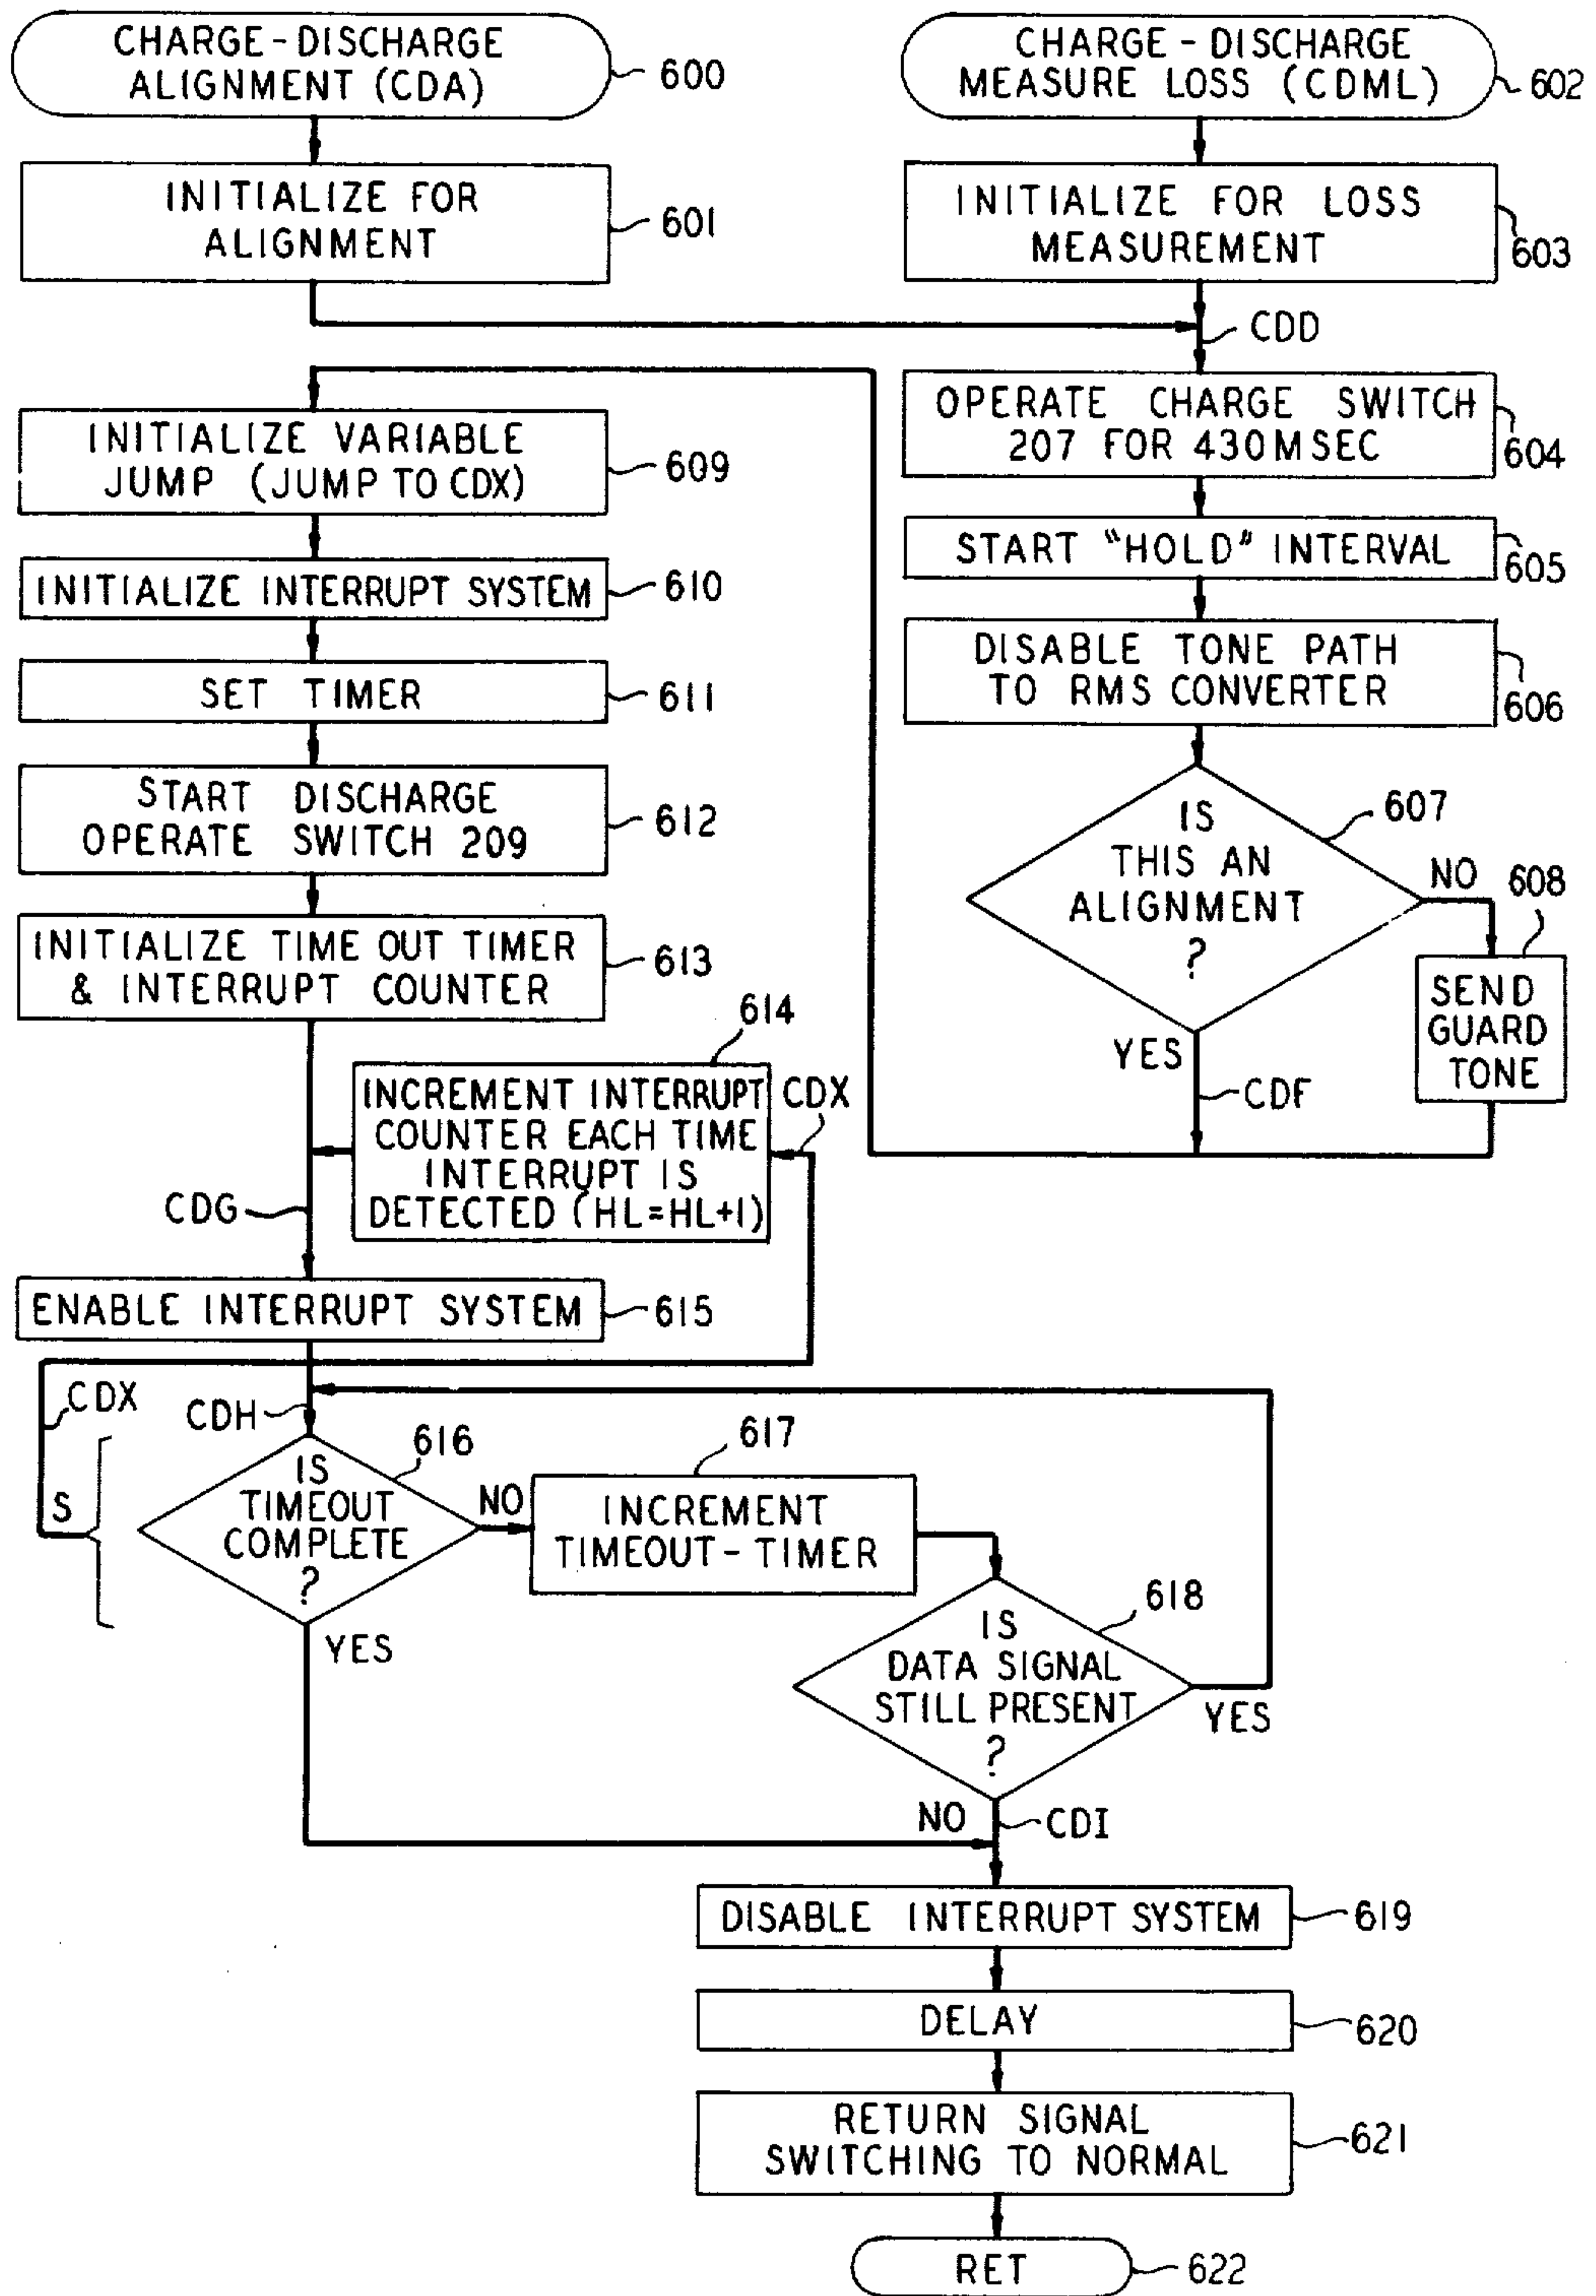 CHARGE-DISCHARGE
ALIGNMENT (CDA)
600
CHARGE-DISCHARGE
MEASURE LOSS (CDML)
602
INITIALIZE FOR
ALIGNMENT
601
INITIALIZE FOR LOSS
MEASUREMENT
603
CDD
INITIALIZE VARIABLE
JUMP (JUMP TO CDX)
609
OPERATE CHARGE SWITCH
207 FOR 430 MSEC
604
INITIALIZE INTERRUPT SYSTEM
610
START "HOLD" INTERVAL
605
SET TIMER
611
DISABLE TONE PATH
TO RMS CONVERTER
606
START DISCHARGE
OPERATE SWITCH 209
612
IS
THIS AN
ALIGNMENT
?
607
NO
608
SEND
GUARD
TONE
YES
CDF
INITIALIZE TIME OUT TIMER
& INTERRUPT COUNTER
613
614
INCREMENT INTERRUPT
COUNTER EACH TIME
INTERRUPT IS
DETECTED (HL=HL+1)
CDX
CDG
ENABLE INTERRUPT SYSTEM
615
CDX
CDH
S
IS
TIMEOUT
COMPLETE
?
616
NO
YES
617
INCREMENT
TIMEOUT-TIMER
IS
DATA SIGNAL
STILL PRESENT
?
618
YES
NO
CDI
DISABLE INTERRUPT SYSTEM
619
DELAY
620
RETURN SIGNAL
SWITCHING TO NORMAL
621
RET
622